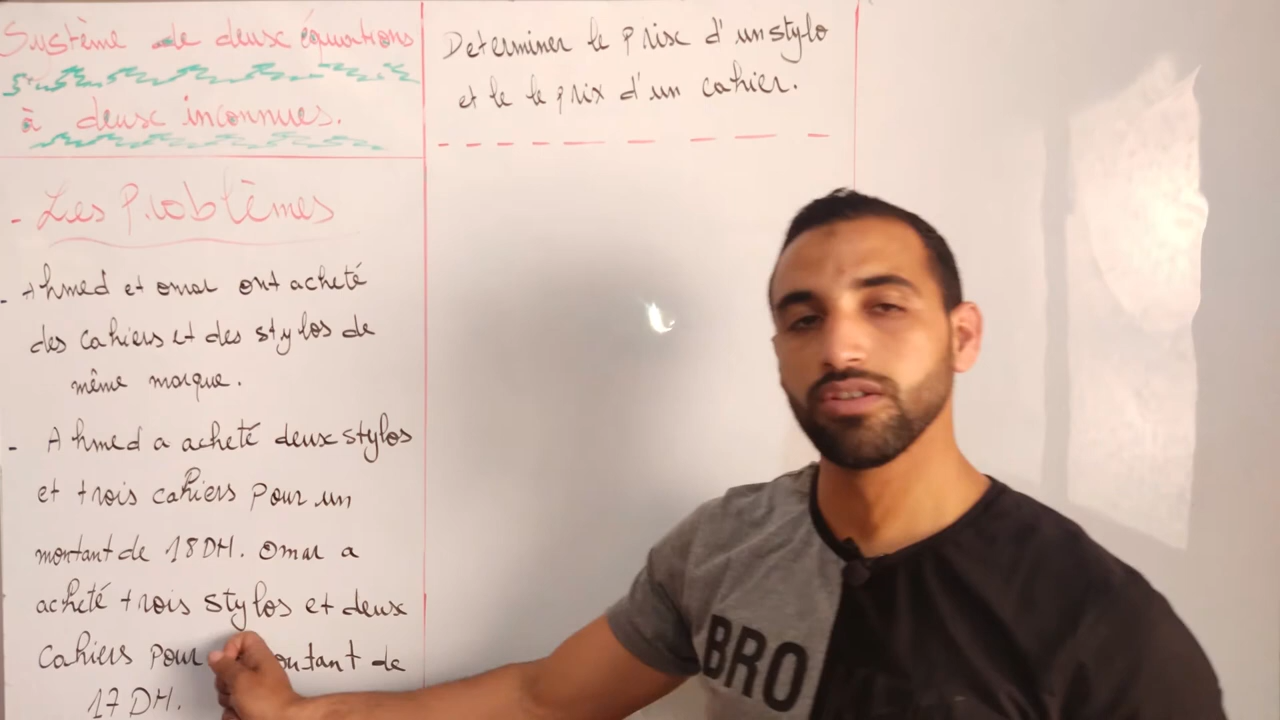 Système de deux équations
à deux inconnues.
- Les Problèmes
- Ahmed et omar ont acheté
des cahiers et des stylos de
même marque.
- Ahmed a acheté deux stylos
et trois cahiers pour un
montant de 18DH. Omar a
acheté trois stylos et deux
cahiers pour ontant de
17 DH.
Determiner le prix d'un stylo
et le le prix d'un cahier.
BRO